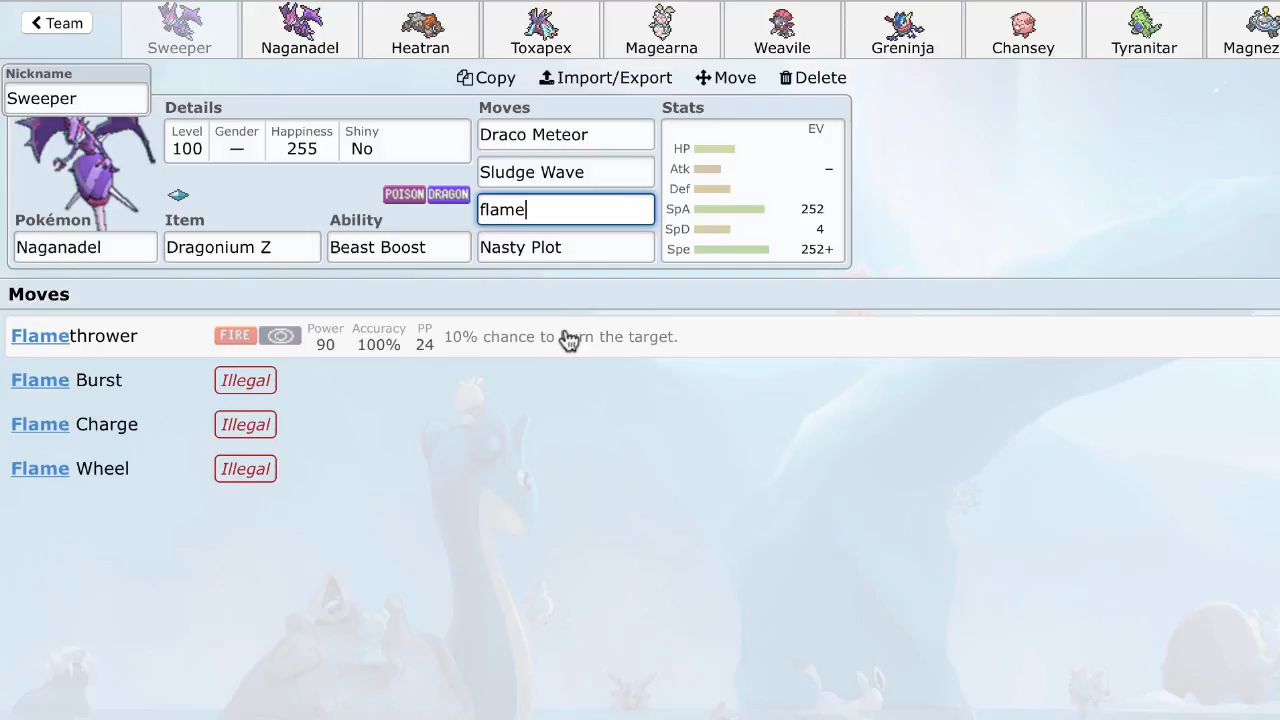 Team
Sweeper
Naganadel
Heatran
Toxapex
Magearna
Weavile
Greninja
Chansey
Tyranitar
Magnez
Nickname
Sweeper
Copy
Import/Export
Move
Delete
Details
Level
100
Gender
—
Happiness
255
Shiny
No
POISON DRAGON
Pokémon
Naganadel
Item
Dragonium Z
Ability
Beast Boost
Moves
Draco Meteor
Sludge Wave
flame
Nasty Plot
Stats
EV
HP
Atk –
Def
SpA 252
SpD 4
Spe 252+
Moves
Flamethrower FIRE Power 90 Accuracy 100% PP 24 10% chance to burn the target.
Flame Burst Illegal
Flame Charge Illegal
Flame Wheel Illegal